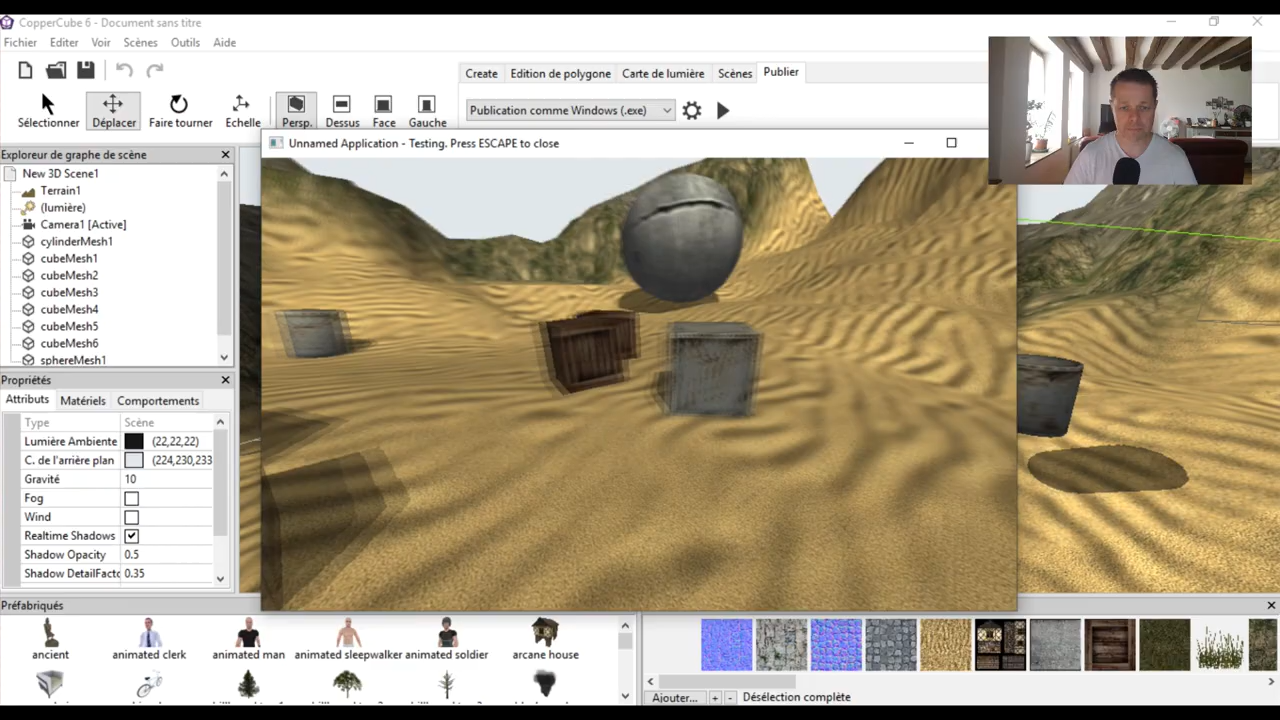 CopperCube 6 - Document sans titre
Fichier Editer Voir Scènes Outils Aide
Create Edition de polygone Carte de lumière Scènes Publier
Sélectionner Déplacer Faire tourner Echelle Persp. Dessus Face Gauche
Publication comme Windows (.exe)
Unnamed Application - Testing. Press ESCAPE to close
Exploreur de graphe de scène
New 3D Scene1
Terrain1
(lumière)
Camera1 [Active]
cylinderMesh1
cubeMesh1
cubeMesh2
cubeMesh3
cubeMesh4
cubeMesh5
cubeMesh6
sphereMesh1
Propriétés
Attributs Matériels Comportements
Type Scène
Lumière Ambiente (22,22,22)
C. de l'arrière plan (224,230,233
Gravité 10
Fog
Wind
Realtime Shadows
Shadow Opacity 0.5
Shadow DetailFactc 0.35
Préfabriqués
ancient animated clerk animated man animated sleepwalker animated soldier arcane house
Ajouter... + - Désélection complète